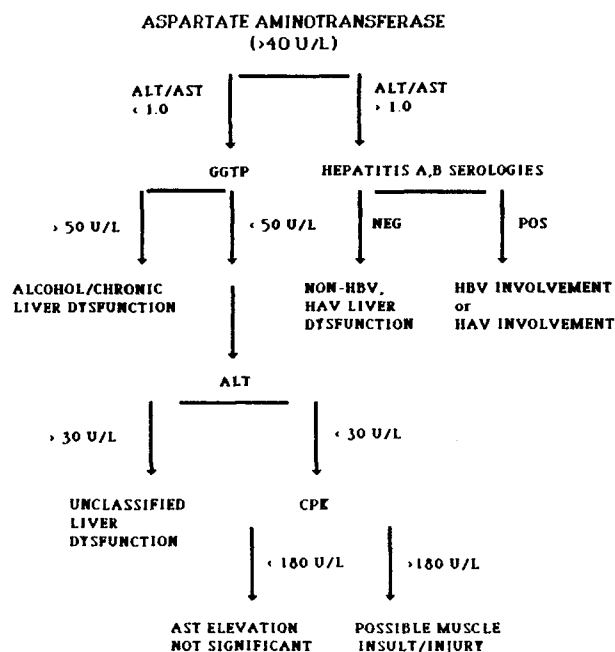 ASPARTATE AMINOTRANSFERASE
(>40 U/L)
ALT/AST
< 1.0
ALT/AST
> 1.0
GGTP
HEPATITIS A,B SEROLOGIES
> 50 U/L
< 50 U/L
NEG
POS
ALCOHOL/CHRONIC
LIVER DYSFUNCTION
NON-HBV,
HAV LIVER
DYSFUNCTION
HBV INVOLVEMENT
or
HAV INVOLVEMENT
ALT
> 30 U/L
< 30 U/L
UNCLASSIFIED
LIVER
DYSFUNCTION
CPK
< 180 U/L
>180 U/L
AST ELEVATION
NOT SIGNIFICANT
POSSIBLE MUSCLE
INSULT/INJURY